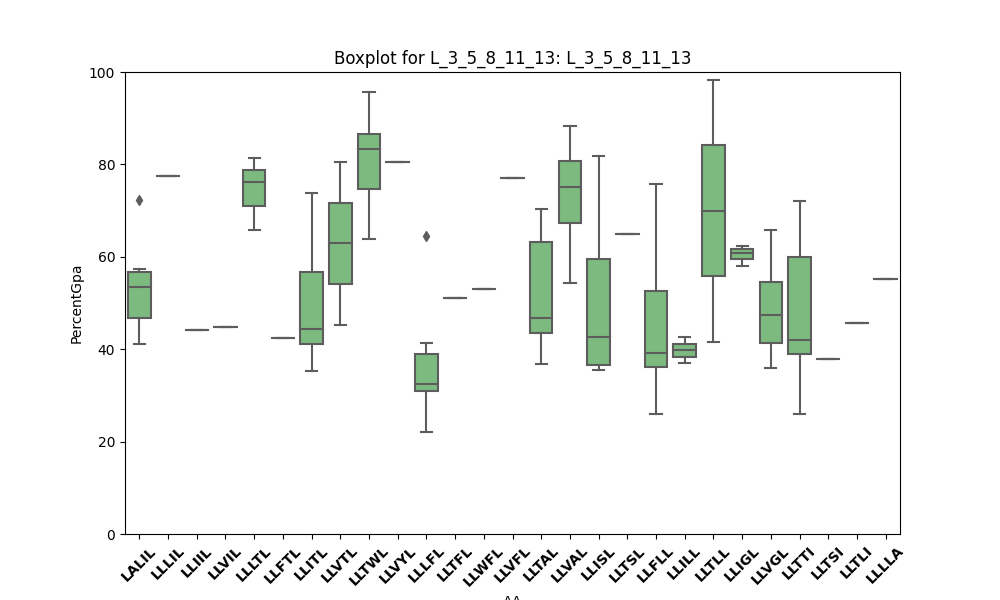 Boxplot for L_3_5_8_11_13: L_3_5_8_11_13
PercentGpa
100
80
60
40
20
0
LALIL
LLLIL
LLIIL
LLVIL
LLLTL
LLFTL
LLITL
LLVTL
LLTWL
LLVYL
LLLFL
LLTFL
LLWFL
LLVFL
LLTAL
LLVAL
LLISL
LLTSL
LLFLL
LLILL
LLTLL
LLIGL
LLVGL
LLTTI
LLTSI
LLTLI
LLLLA